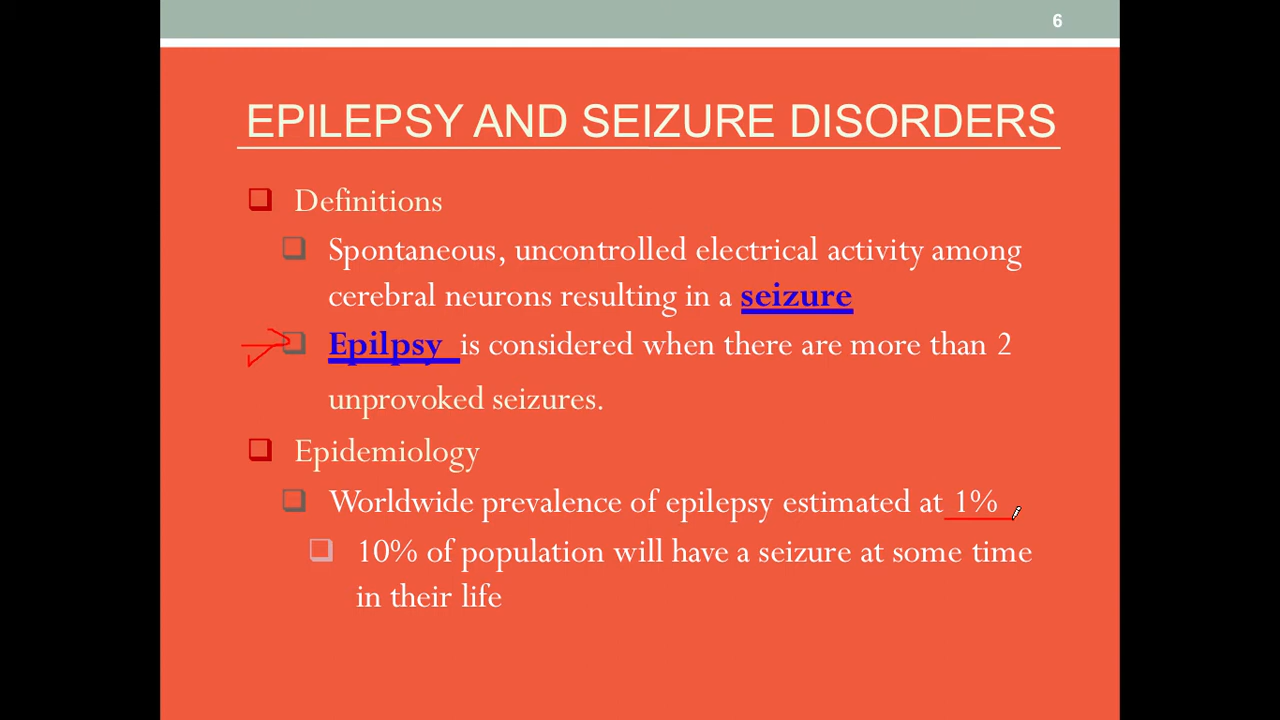 6
EPILEPSY AND SEIZURE DISORDERS
Definitions
Spontaneous, uncontrolled electrical activity among
cerebral neurons resulting in a seizure
Epilpsy is considered when there are more than 2
unprovoked seizures.
Epidemiology
Worldwide prevalence of epilepsy estimated at 1%
10% of population will have a seizure at some time
in their life